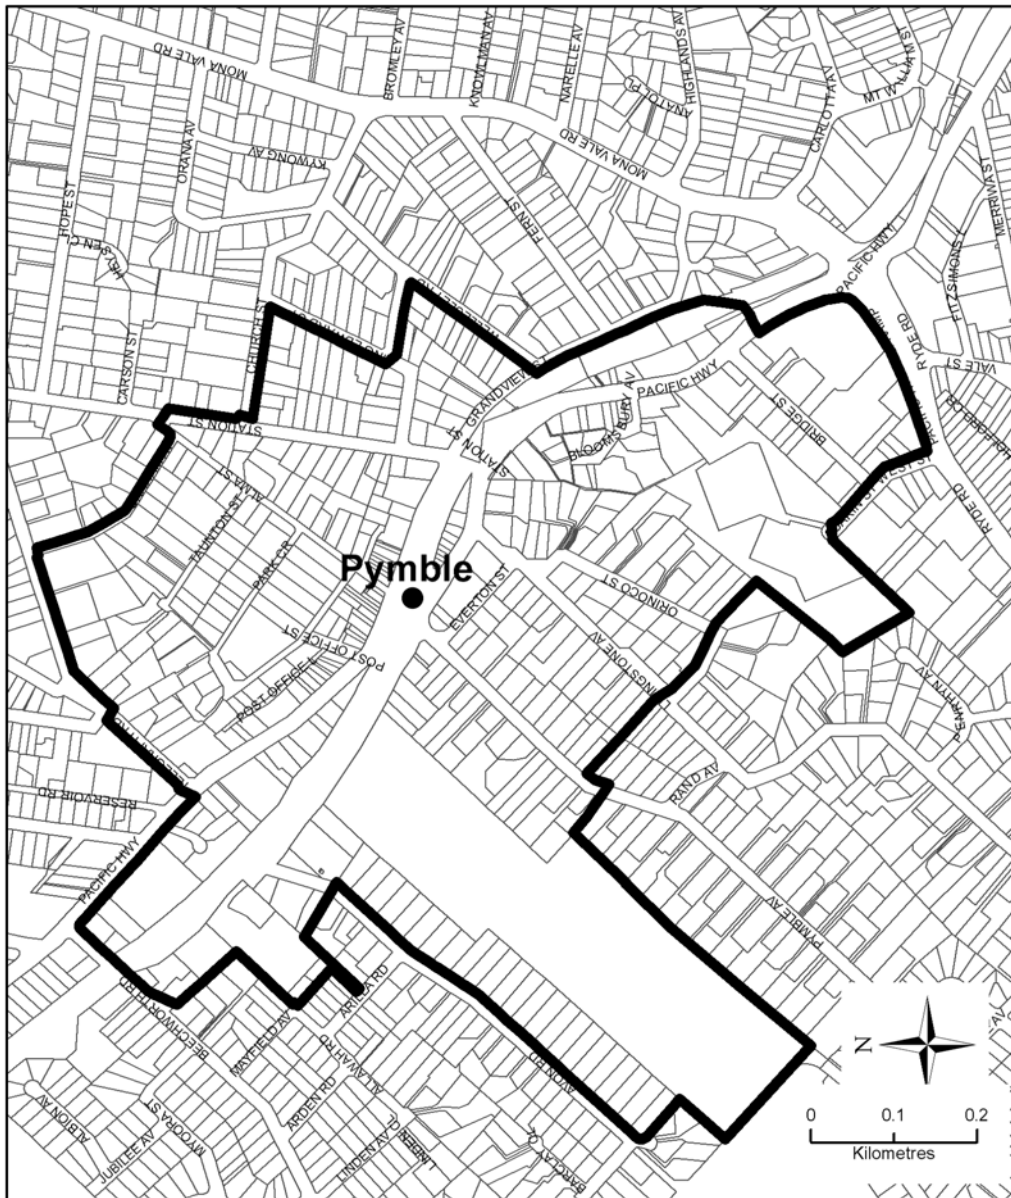 MONA VALE RD
BROMLEY AV
KNOWLMAN AV
NARELLE AV
HIGHLANDS AV
ANATOL PL
CARLOTTA AV
MT WILLIAM ST
ORANA AV
KYWONG AV
MONA VALE RD
MERRIWA ST
HOPE ST
FERN ST
PACIFIC HWY
FITZSIMONS
RYDE RD
VALE ST
CARSON ST
CHURCH ST
GRANDVIEW
PACIFIC HWY
STATION ST
STATION ST
BLOOMSBURY AV
BRIDGE ST
RYDE RD
ALMA ST
TAUNTON ST
PARK CR
Pymble
EVERTON ST
ORINOCO ST
POST OFFICE ST
POST OFFICE L
PENRHYN AV
RAND AV
RESERVOIR RD
PACIFIC HWY
PYMBLE AV
ARILLA RD
BEECHWORTH RD
MAYFIELD AV
ALLAWAH RD
AVON RD
ARDEN RD
ALBION AV
MYOORA ST
JUBILEE AV
LINDEN AV
LINDEN
BARCLAY
N
0 0.1 0.2
Kilometres